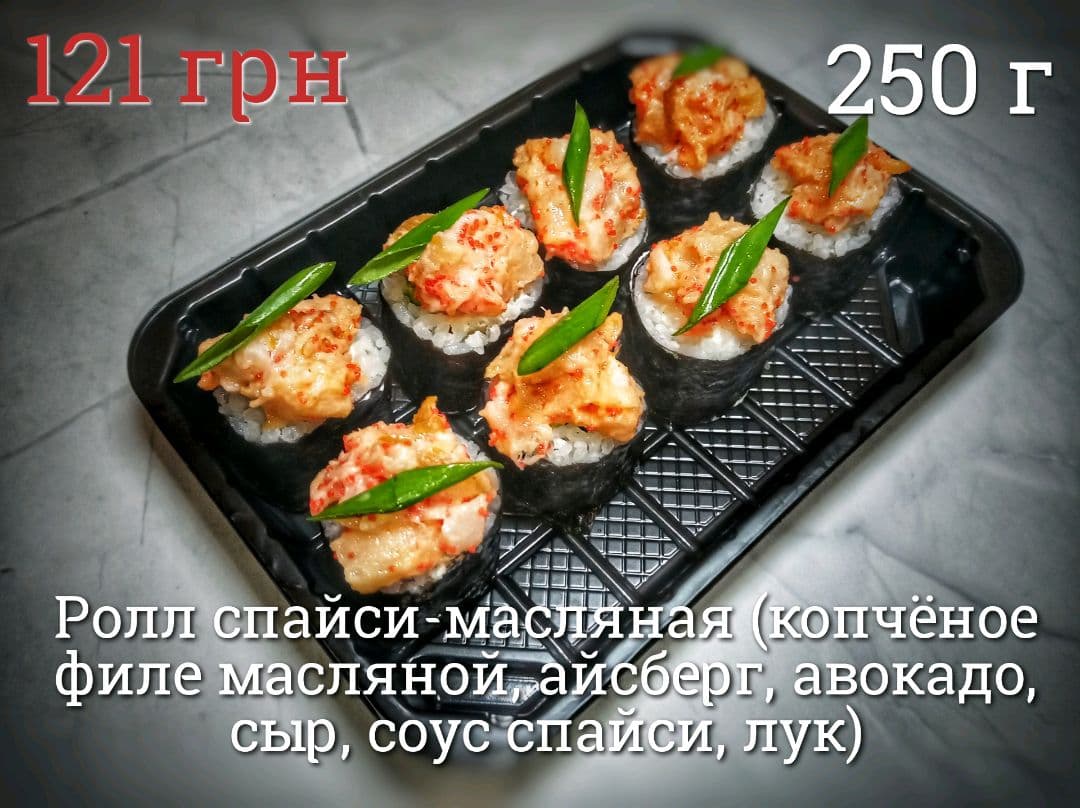 121 грн
250 г
Ролл спайси-масляная (копчёное
филе масляной, айсберг, авокадо,
сыр, соус спайси, лук)